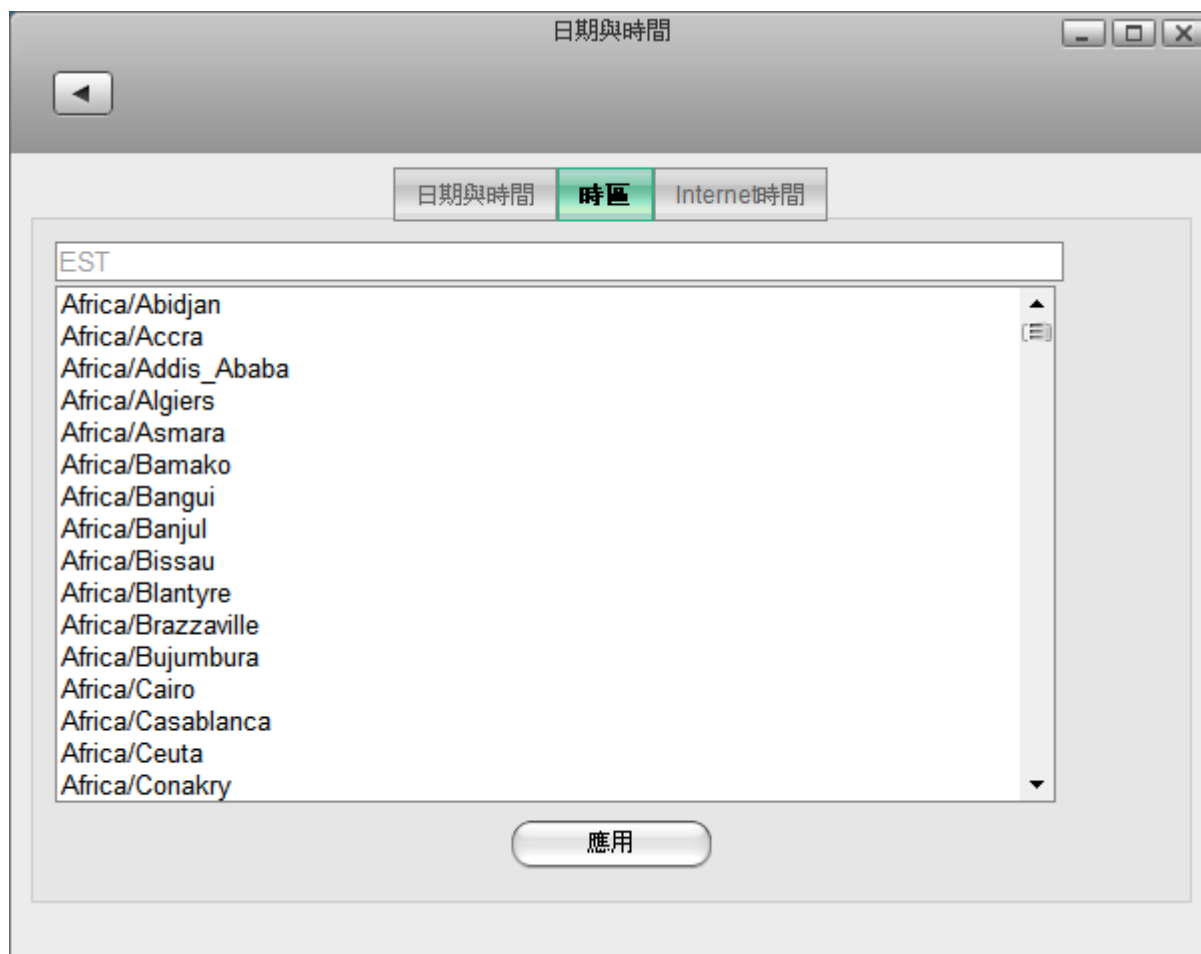 日期與時間
日期與時間 時區 Internet時間
EST
Africa/Abidjan
Africa/Accra
Africa/Addis_Ababa
Africa/Algiers
Africa/Asmara
Africa/Bamako
Africa/Bangui
Africa/Banjul
Africa/Bissau
Africa/Blantyre
Africa/Brazzaville
Africa/Bujumbura
Africa/Cairo
Africa/Casablanca
Africa/Ceuta
Africa/Conakry
應用